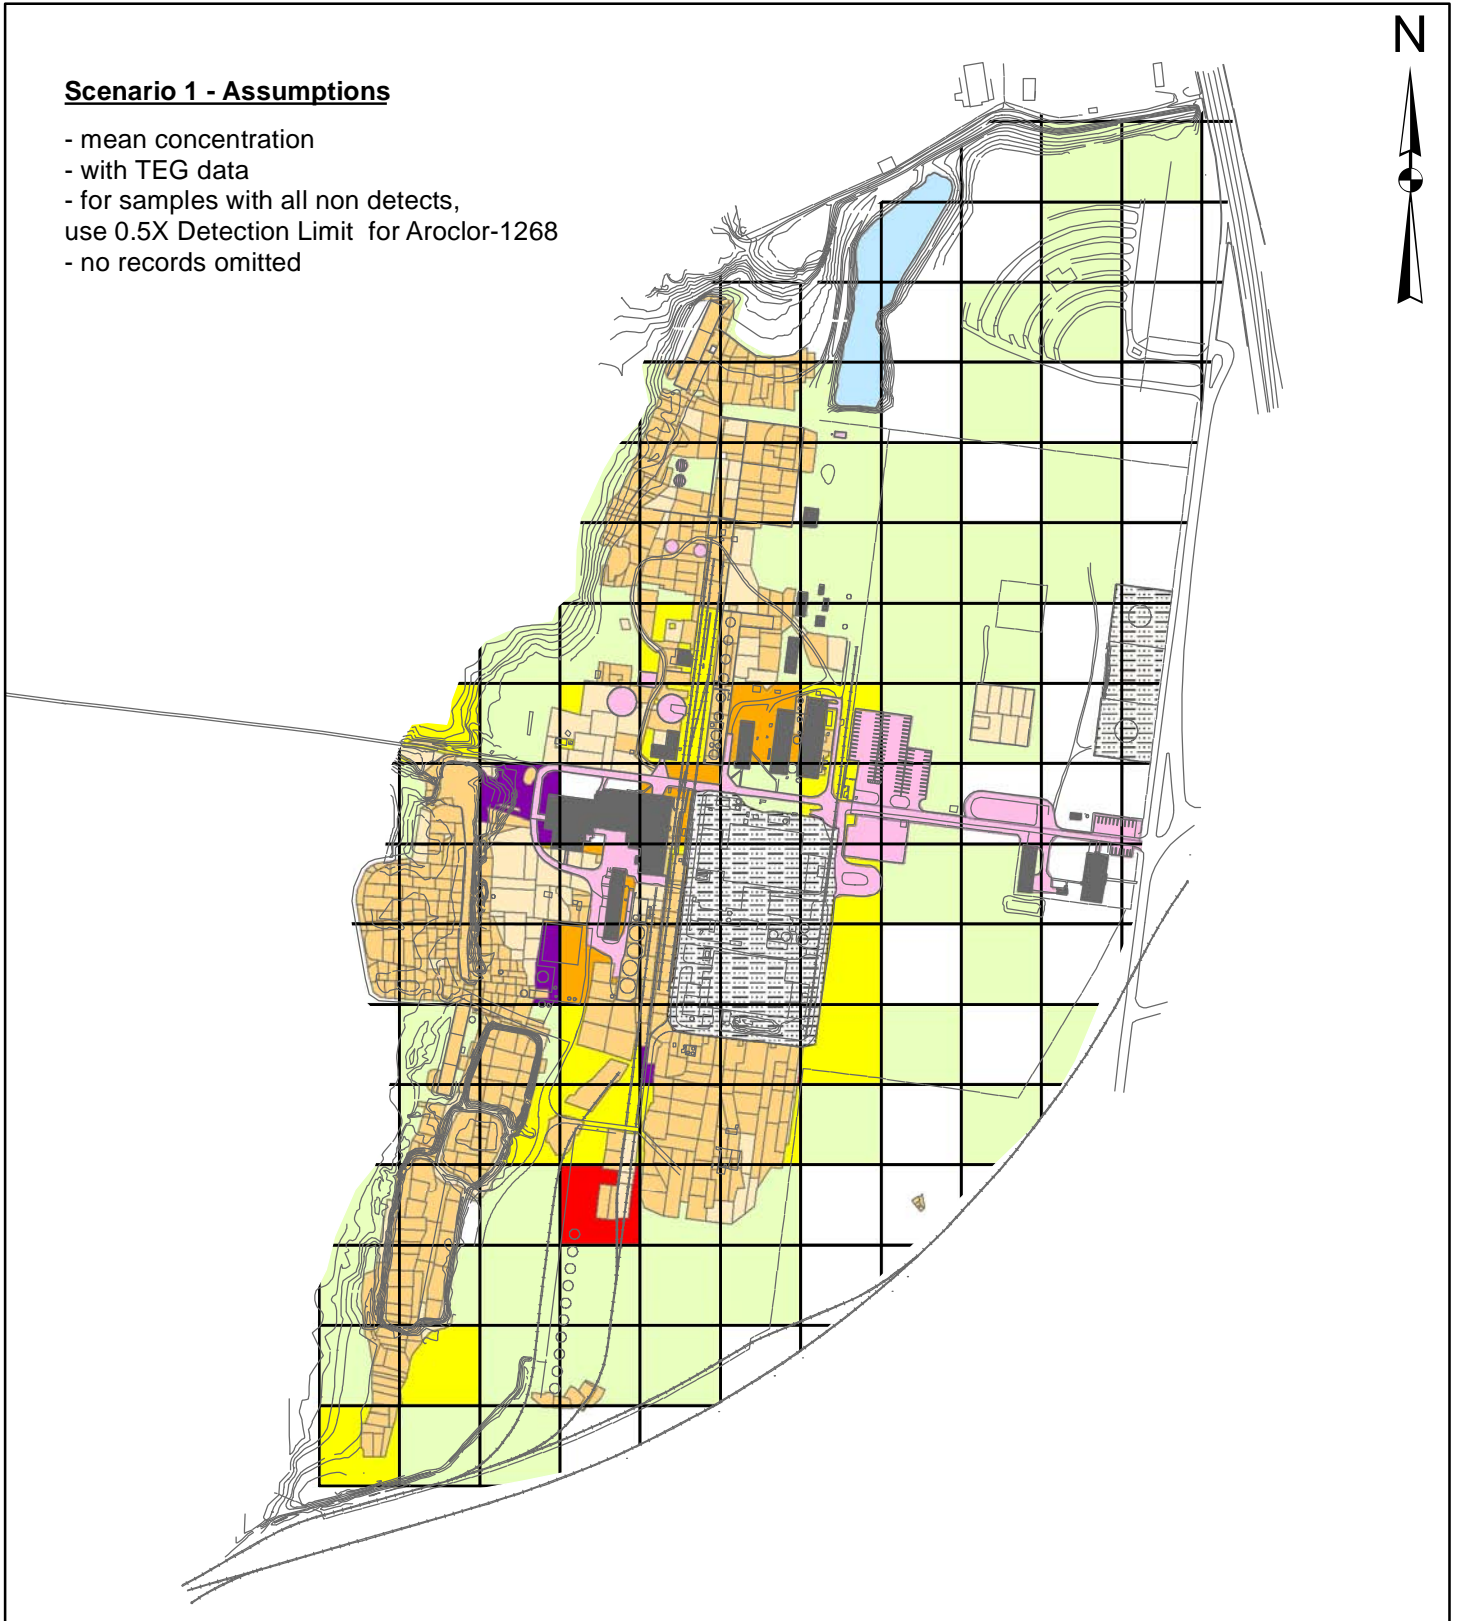 N
Scenario 1 - Assumptions
- mean concentration
- with TEG data
- for samples with all non detects,
use 0.5X Detection Limit for Aroclor-1268
- no records omitted